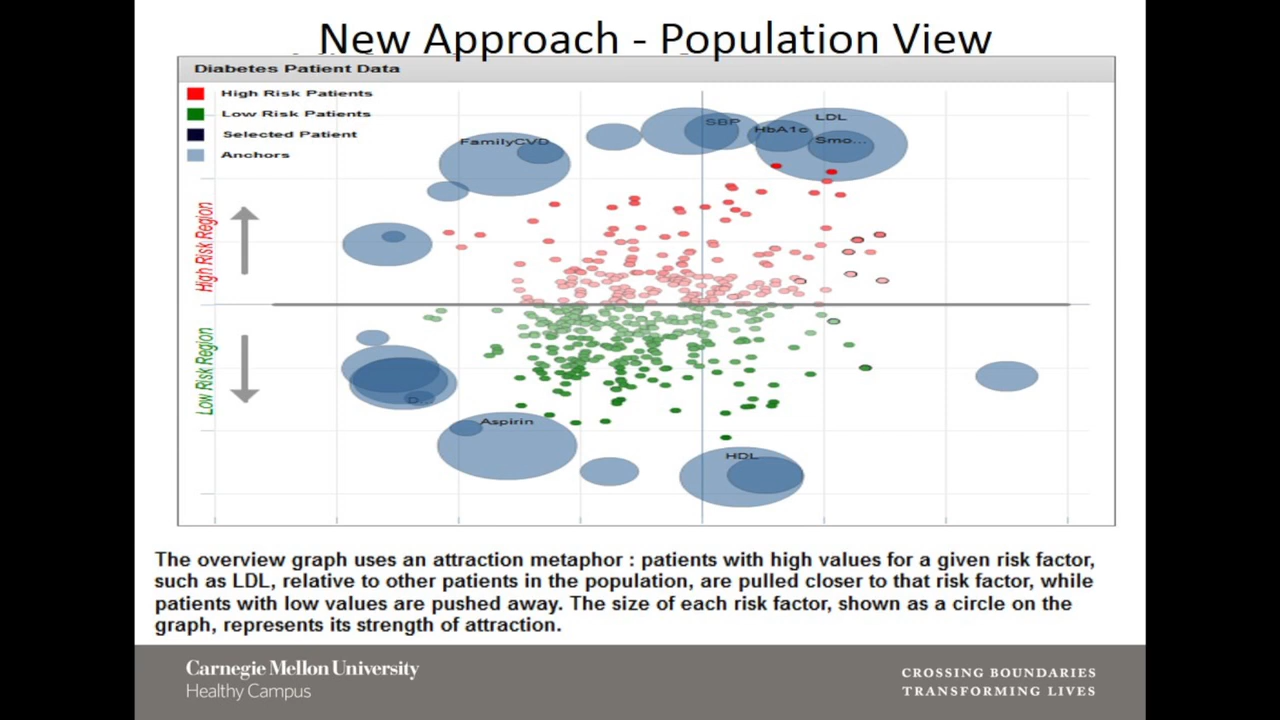 New Approach - Population View
Diabetes Patient Data
High Risk Patients
Low Risk Patients
Selected Patient
Anchors
FamilyCVD
SBP
HbA1c
LDL
Smo...
High Risk Region
Low Risk Region
D...
Aspirin
HDL
The overview graph uses an attraction metaphor : patients with high values for a given risk factor,
such as LDL, relative to other patients in the population, are pulled closer to that risk factor, while
patients with low values are pushed away. The size of each risk factor, shown as a circle on the
graph, represents its strength of attraction.
Carnegie Mellon University
Healthy Campus
CROSSING BOUNDARIES
TRANSFORMING LIVES